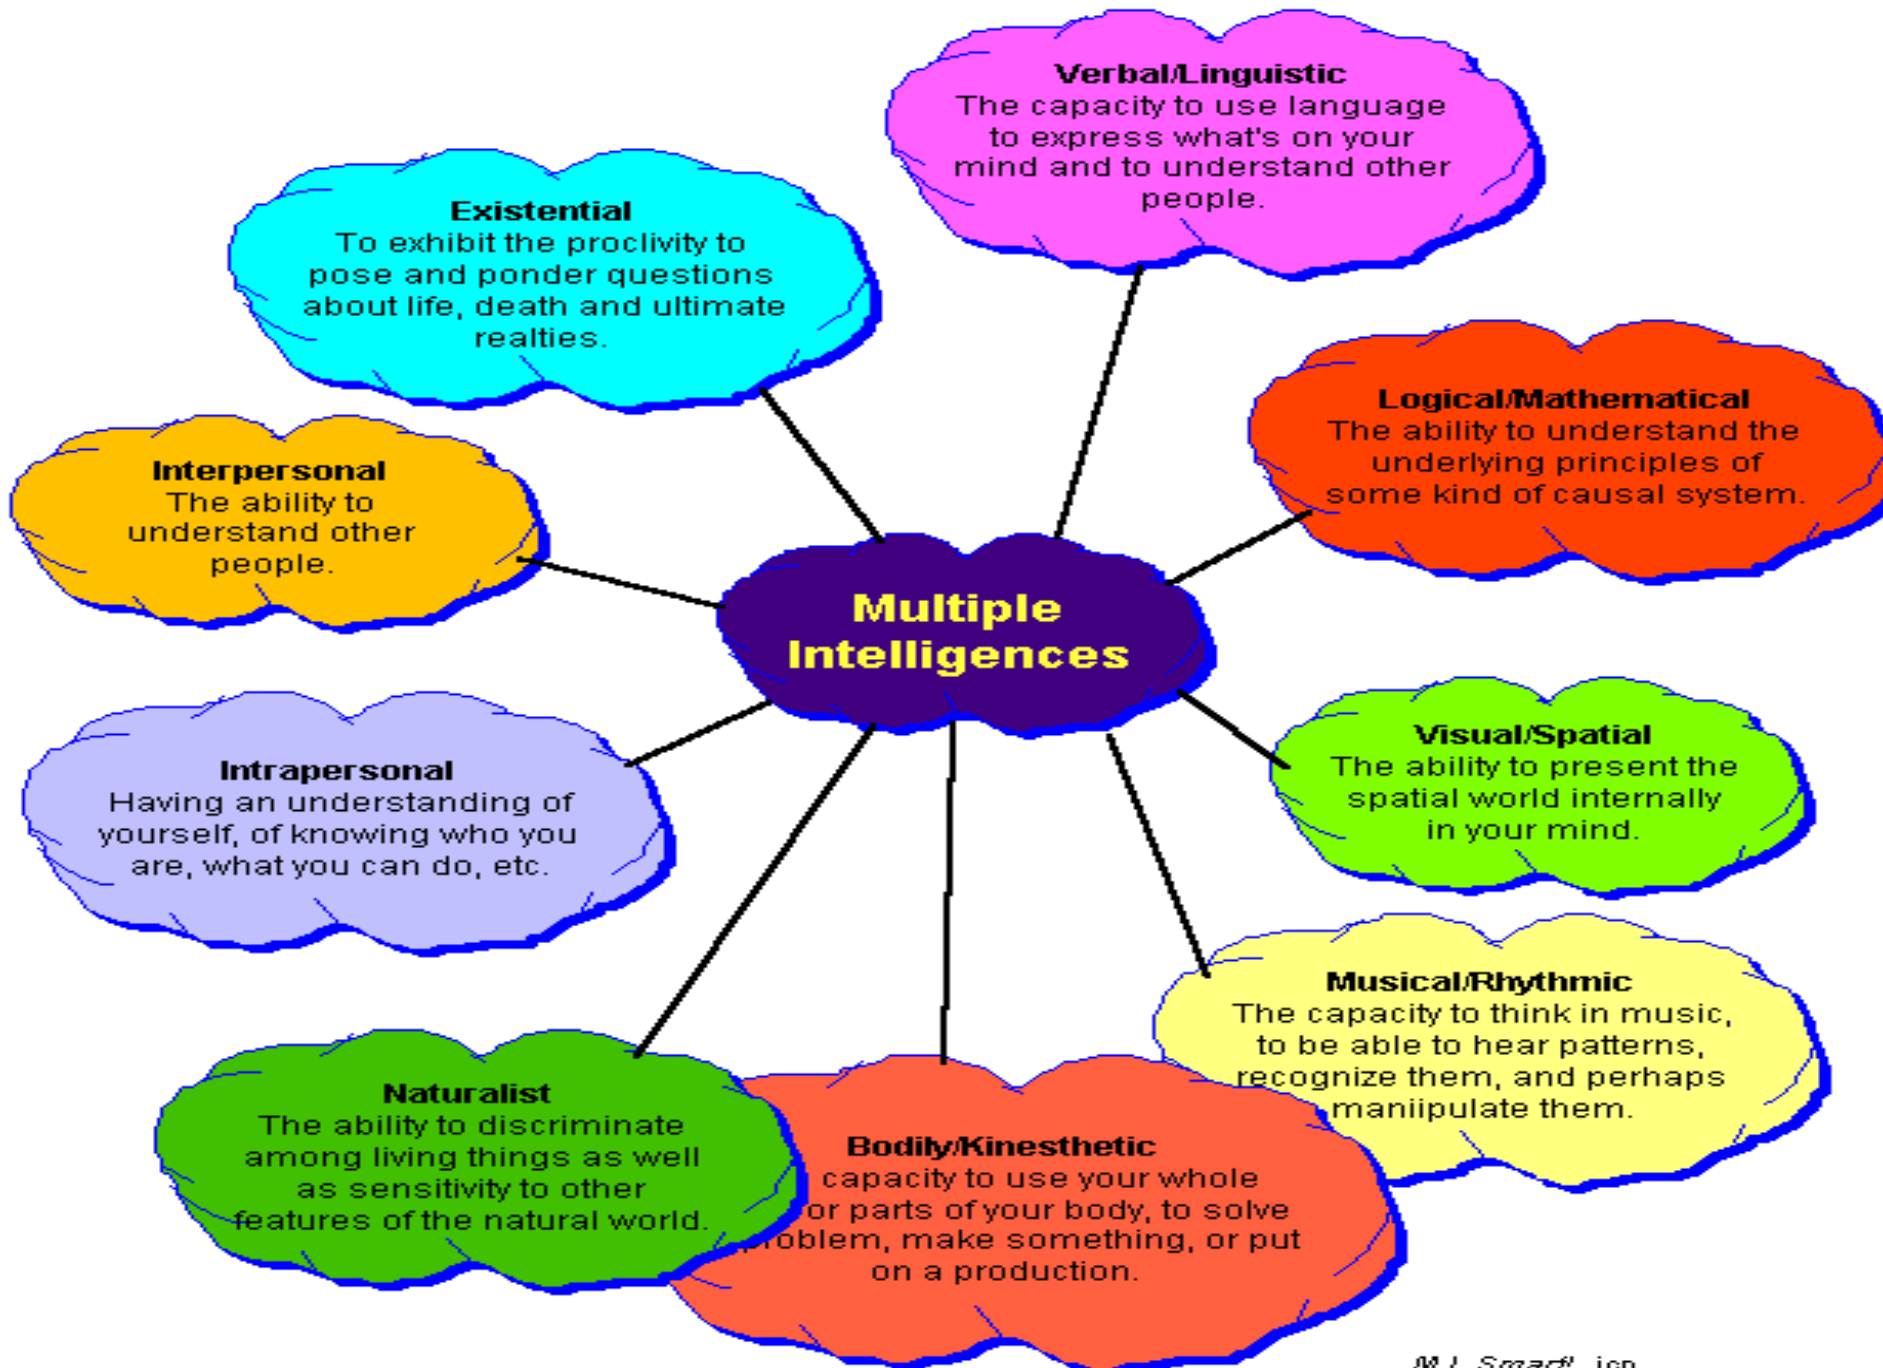 Verbal/Linguistic
The capacity to use language
to express what's on your
mind and to understand other
people.
Existential
To exhibit the proclivity to
pose and ponder questions
about life, death and ultimate
realties.
Logical/Mathematical
The ability to understand the
underlying principles of
some kind of causal system.
Interpersonal
The ability to
understand other
people.
Multiple
Intelligences
Visual/Spatial
The ability to present the
spatial world internally
in your mind.
Intrapersonal
Having an understanding of
yourself, of knowing who you
are, what you can do, etc.
Musical/Rhythmic
The capacity to think in music,
to be able to hear patterns,
recognize them, and perhaps
maniipulate them.
Naturalist
The ability to discriminate
among living things as well
as sensitivity to other
features of the natural world.
Bodily/Kinesthetic
capacity to use your whole
or parts of your body, to solve
make something, or put
on a production.